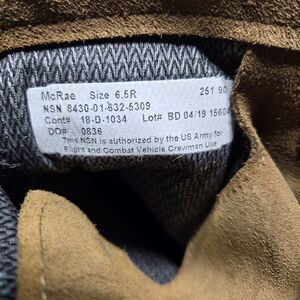 McRae Size 6.5R 251 90
NSN 8430-01-632-5309
Cont# 18-D-1034 Lot# BD 04/19 15604
DO# 0836
This NSN is authorized by the US Army for
Flight and Combat Vehicle Crewman Use